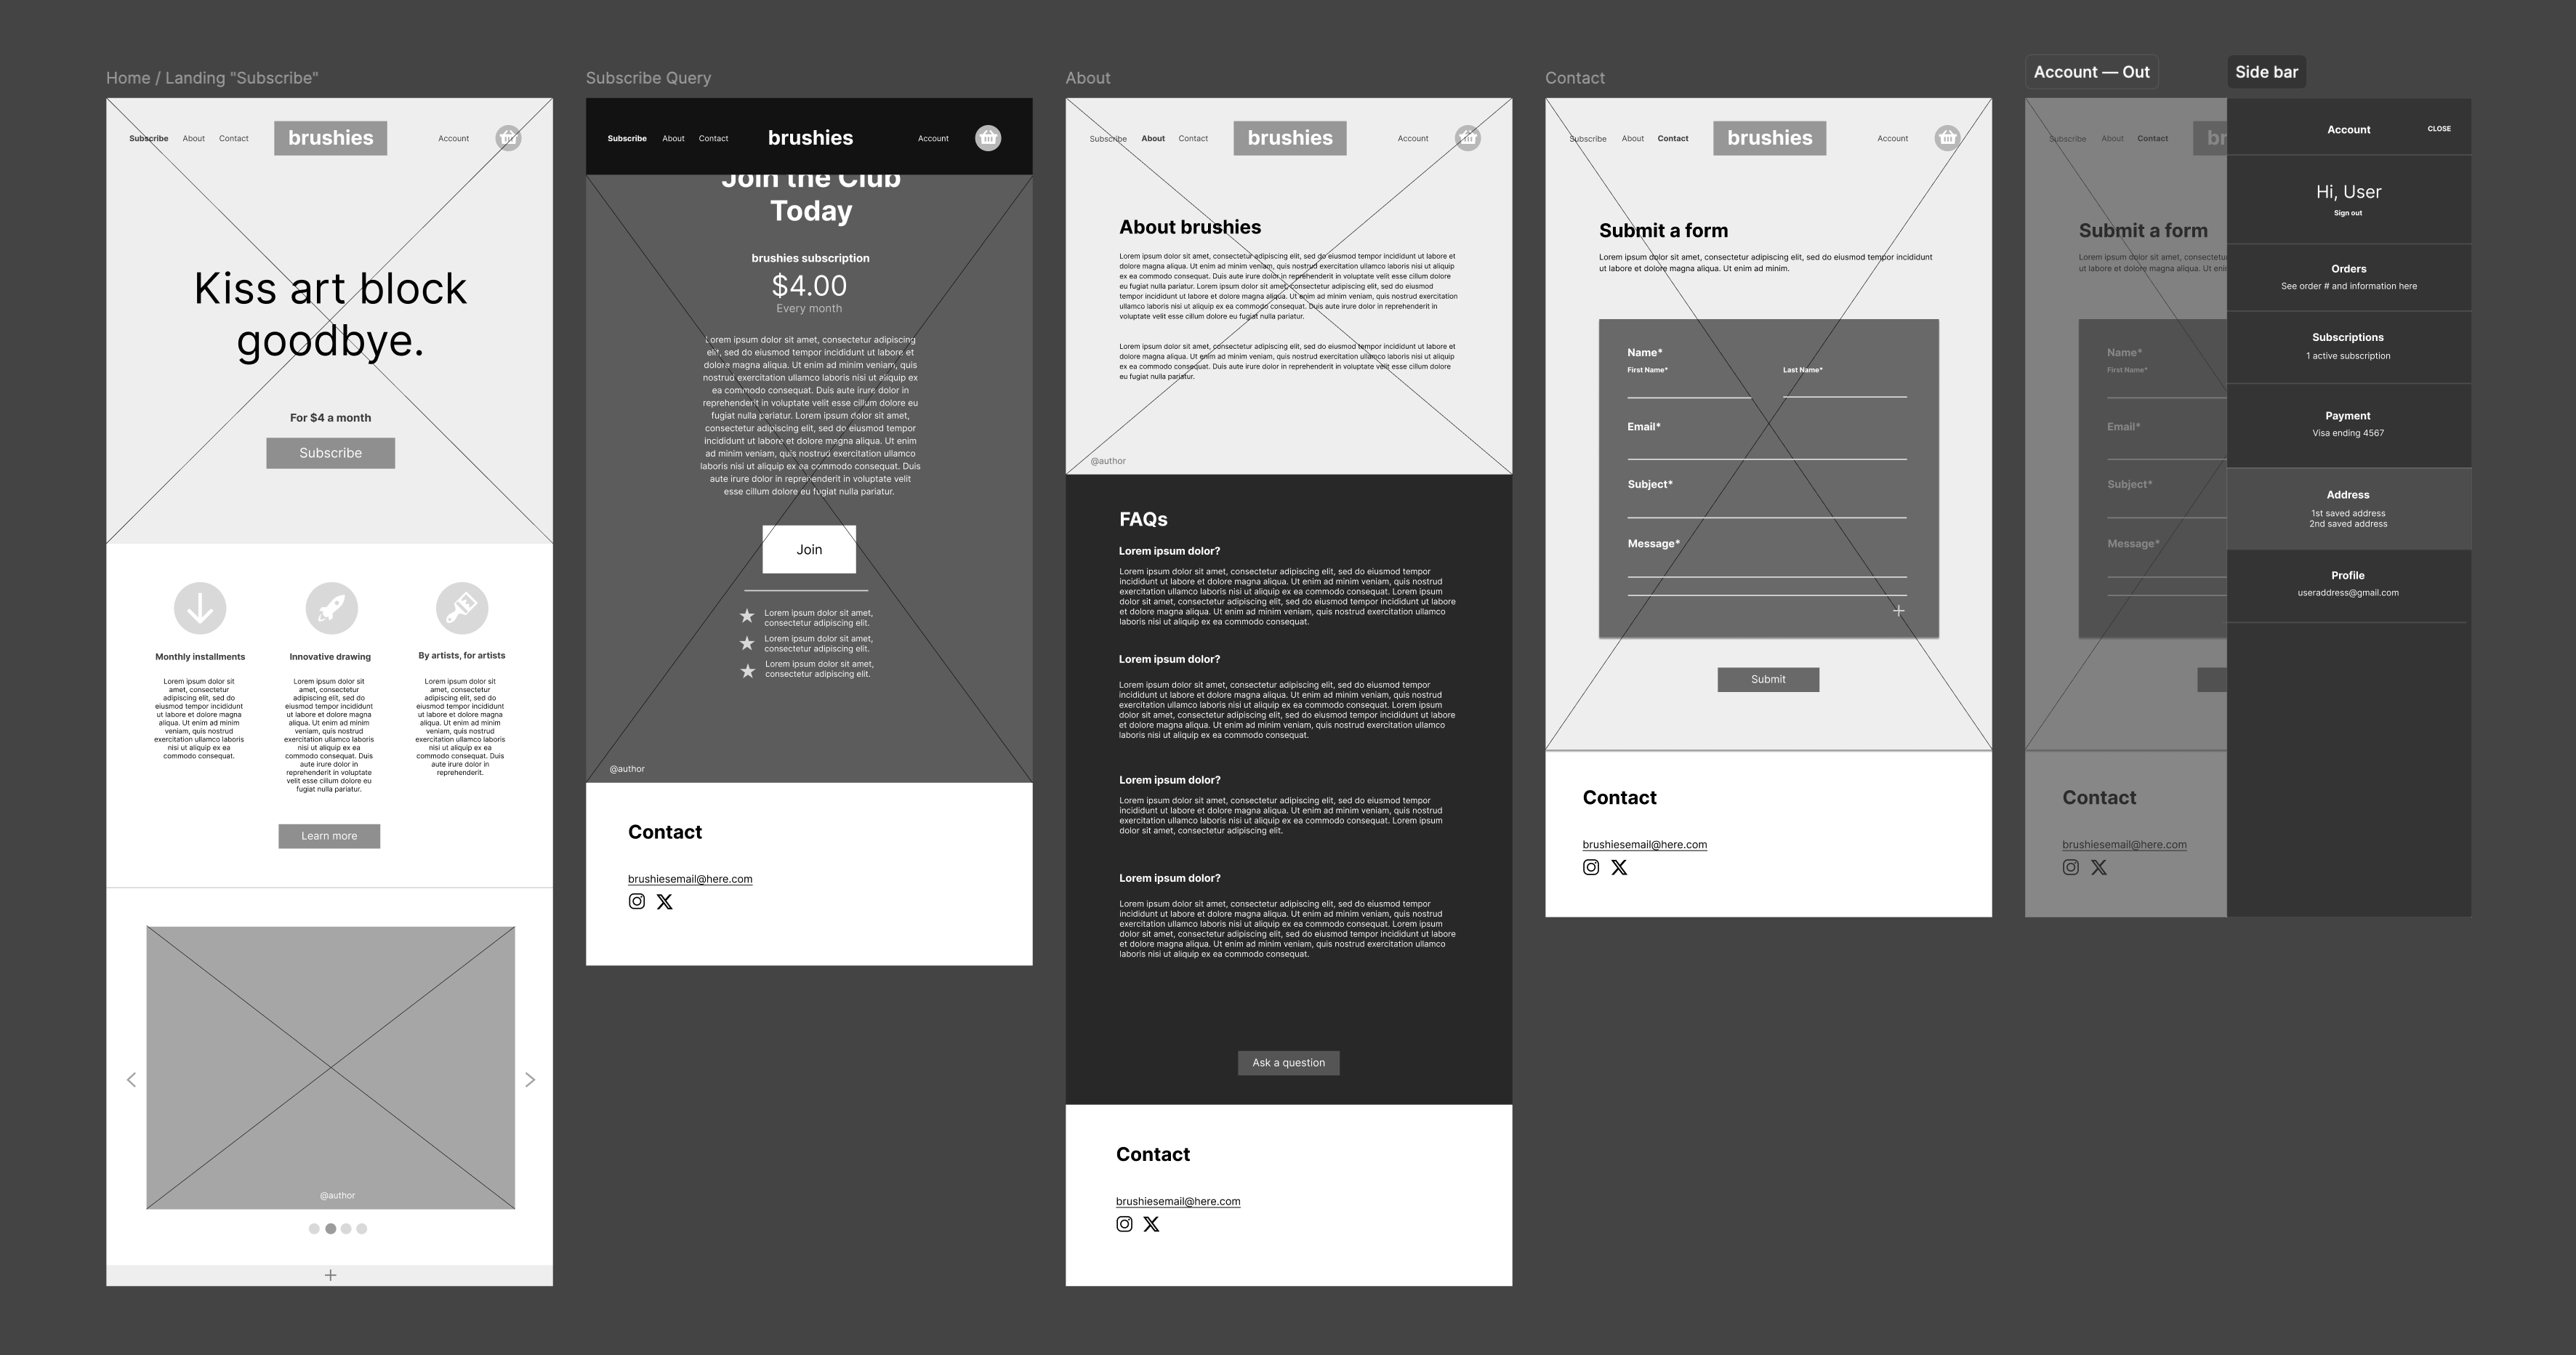 Home / Landing "Subscribe"
Subscribe About Contact brushies Account
Kiss art block
goodbye.
For $4 a month
Subscribe
Monthly installments
Lorem ipsum dolor sit
amet, consectetur
adipiscing elit, sed do
eiusmod tempor incididunt
ut labore et dolore magna
aliqua. Ut enim ad minim
veniam, quis nostrud
exercitation ullamco laboris
nisi ut aliquip ex ea
commodo consequat.
Innovative drawing
Lorem ipsum dolor sit
amet, consectetur
adipiscing elit, sed do
eiusmod tempor incididunt
ut labore et dolore magna
aliqua. Ut enim ad minim
veniam, quis nostrud
exercitation ullamco laboris
nisi ut aliquip ex ea
commodo consequat. Duis
aute irure dolor in
reprehenderit in voluptate
velit esse cillum dolore eu
fugiat nulla pariatur.
By artists, for artists
Lorem ipsum dolor sit
amet, consectetur
adipiscing elit, sed do
eiusmod tempor incididunt
ut labore et dolore magna
aliqua. Ut enim ad minim
veniam, quis nostrud
exercitation ullamco laboris
nisi ut aliquip ex ea
commodo consequat. Duis
aute irure dolor in
reprehenderit.
Learn more
@author
Subscribe Query
Subscribe About Contact brushies Account
Join the Club
Today
brushies subscription
$4.00
Every month
Lorem ipsum dolor sit amet, consectetur adipiscing
elit, sed do eiusmod tempor incididunt ut labore et
dolore magna aliqua. Ut enim ad minim veniam, quis
nostrud exercitation ullamco laboris nisi ut aliquip ex
ea commodo consequat. Duis aute irure dolor in
reprehenderit in voluptate velit esse cillum dolore eu
fugiat nulla pariatur. Lorem ipsum dolor sit amet,
consectetur adipiscing elit, sed do eiusmod tempor
incididunt ut labore et dolore magna aliqua. Ut enim
ad minim veniam, quis nostrud exercitation ullamco
laboris nisi ut aliquip ex ea commodo consequat. Duis
aute irure dolor in reprehenderit in voluptate velit
esse cillum dolore eu fugiat nulla pariatur.
Join
Lorem ipsum dolor sit amet,
consectetur adipiscing elit.
Lorem ipsum dolor sit amet,
consectetur adipiscing elit.
Lorem ipsum dolor sit amet,
consectetur adipiscing elit.
@author
Contact
brushiesemail@here.com
About
Subscribe About Contact brushies Account
About brushies
Lorem ipsum dolor sit amet, consectetur adipiscing elit, sed do eiusmod tempor incididunt ut labore et
dolore magna aliqua. Ut enim ad minim veniam, quis nostrud exercitation ullamco laboris nisi ut aliquip
ex ea commodo consequat. Duis aute irure dolor in reprehenderit in voluptate velit esse cillum dolore
eu fugiat nulla pariatur. Lorem ipsum dolor sit amet, consectetur adipiscing elit, sed do eiusmod
tempor incididunt ut labore et dolore magna aliqua. Ut enim ad minim veniam, quis nostrud exercitation
ullamco laboris nisi ut aliquip ex ea commodo consequat. Duis aute irure dolor in reprehenderit in
voluptate velit esse cillum dolore eu fugiat nulla pariatur.
Lorem ipsum dolor sit amet, consectetur adipiscing elit, sed do eiusmod tempor incididunt ut labore et
dolore magna aliqua. Ut enim ad minim veniam, quis nostrud exercitation ullamco laboris nisi ut aliquip
ex ea commodo consequat. Duis aute irure dolor in reprehenderit in voluptate velit esse cillum dolore
eu fugiat nulla pariatur.
@author
FAQs
Lorem ipsum dolor?
Lorem ipsum dolor sit amet, consectetur adipiscing elit, sed do eiusmod tempor
incididunt ut labore et dolore magna aliqua. Ut enim ad minim veniam, quis nostrud
exercitation ullamco laboris nisi ut aliquip ex ea commodo consequat. Lorem ipsum
dolor sit amet, consectetur adipiscing elit, sed do eiusmod tempor incididunt ut labore
et dolore magna aliqua. Ut enim ad minim veniam, quis nostrud exercitation ullamco
laboris nisi ut aliquip ex ea commodo consequat.
Lorem ipsum dolor?
Lorem ipsum dolor sit amet, consectetur adipiscing elit, sed do eiusmod tempor
incididunt ut labore et dolore magna aliqua. Ut enim ad minim veniam, quis nostrud
exercitation ullamco laboris nisi ut aliquip ex ea commodo consequat. Lorem ipsum
dolor sit amet, consectetur adipiscing elit, sed do eiusmod tempor incididunt ut labore
et dolore magna aliqua. Ut enim ad minim veniam, quis nostrud exercitation ullamco
laboris nisi ut aliquip ex ea commodo consequat.
Lorem ipsum dolor?
Lorem ipsum dolor sit amet, consectetur adipiscing elit, sed do eiusmod tempor
incididunt ut labore et dolore magna aliqua. Ut enim ad minim veniam, quis nostrud
exercitation ullamco laboris nisi ut aliquip ex ea commodo consequat. Lorem ipsum
dolor sit amet, consectetur adipiscing elit.
Lorem ipsum dolor?
Lorem ipsum dolor sit amet, consectetur adipiscing elit, sed do eiusmod tempor
incididunt ut labore et dolore magna aliqua. Ut enim ad minim veniam, quis nostrud
exercitation ullamco laboris nisi ut aliquip ex ea commodo consequat. Lorem ipsum
dolor sit amet, consectetur adipiscing elit, sed do eiusmod tempor incididunt ut labore
et dolore magna aliqua. Ut enim ad minim veniam, quis nostrud exercitation ullamco
laboris nisi ut aliquip ex ea commodo consequat.
Ask a question
Contact
brushiesemail@here.com
Contact
Subscribe About Contact brushies Account
Submit a form
Lorem ipsum dolor sit amet, consectetur adipiscing elit, sed do eiusmod tempor incididunt
ut labore et dolore magna aliqua. Ut enim ad minim.
Name*
First Name* Last Name*
Email*
Subject*
Message*
Submit
Contact
brushiesemail@here.com
Account — Out
Subscribe About Contact br
Submit a form
Lorem ipsum dolor sit amet, consectetur
ut labore et dolore magna aliqua. Ut enim
Name*
First Name*
Email*
Subject*
Message*
Contact
brushiesemail@here.com
Side bar
Account CLOSE
Hi, User
Sign out
Orders
See order # and information here
Subscriptions
1 active subscription
Payment
Visa ending 4567
Address
1st saved address
2nd saved address
Profile
useraddress@gmail.com